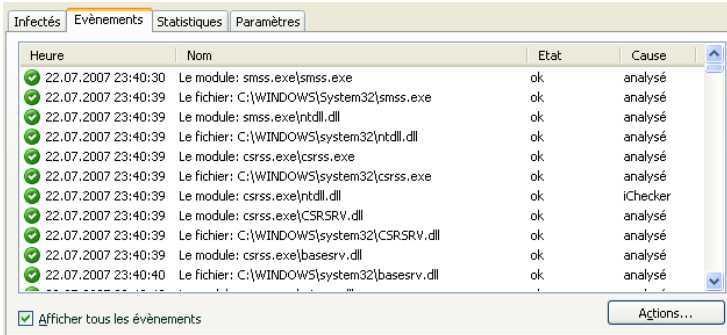 Infectés Evènements Statistiques Paramètres
Heure Nom Etat Cause
22.07.2007 23:40:30 Le module: smss.exe\smss.exe ok analysé
22.07.2007 23:40:39 Le fichier: C:\WINDOWS\System32\smss.exe ok analysé
22.07.2007 23:40:39 Le module: smss.exe\ntdll.dll ok analysé
22.07.2007 23:40:39 Le fichier: C:\WINDOWS\system32\ntdll.dll ok analysé
22.07.2007 23:40:39 Le module: csrss.exe\csrss.exe ok analysé
22.07.2007 23:40:39 Le fichier: C:\WINDOWS\system32\csrss.exe ok analysé
22.07.2007 23:40:39 Le module: csrss.exe\ntdll.dll ok iChecker
22.07.2007 23:40:39 Le module: csrss.exe\CSRSRV.dll ok analysé
22.07.2007 23:40:39 Le fichier: C:\WINDOWS\system32\CSRSRV.dll ok analysé
22.07.2007 23:40:39 Le module: csrss.exe\basesrv.dll ok analysé
22.07.2007 23:40:40 Le fichier: C:\WINDOWS\system32\basesrv.dll ok analysé
Afficher tous les évènements Actions...